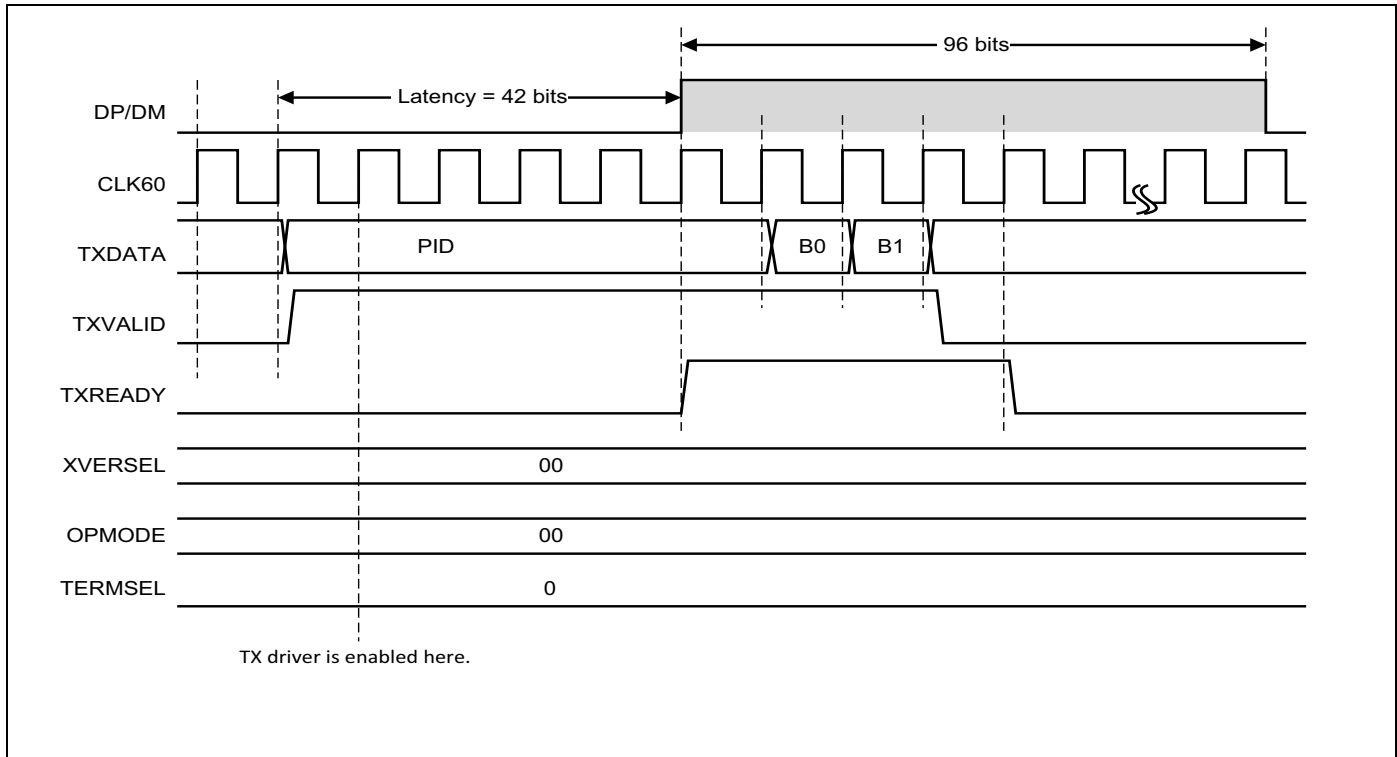 96 bits
Latency = 42 bits
DP/DM
CLK60
TXDATA PID B0 B1
TXVALID
TXREADY
XVERSEL 00
OPMODE 00
TERMSEL 0
TX driver is enabled here.